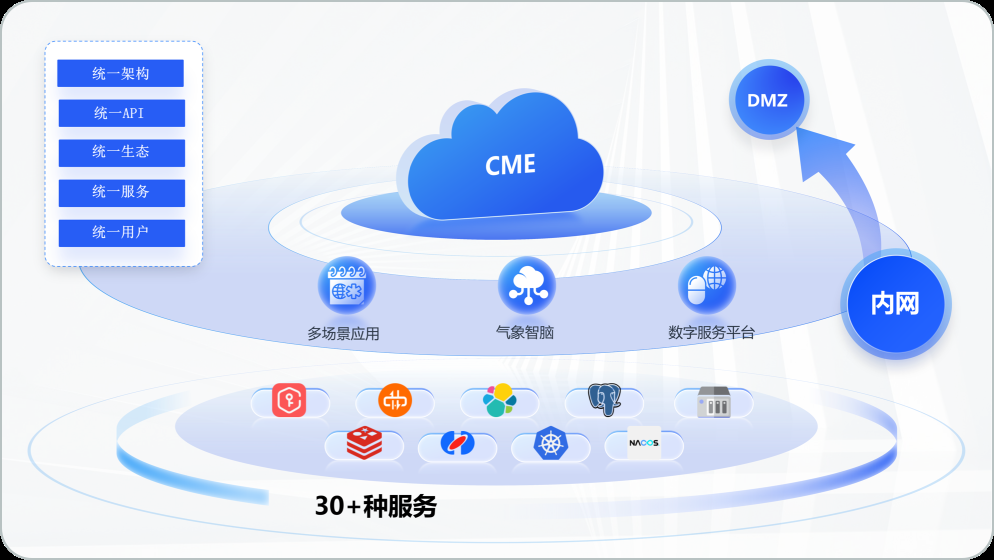 统一架构
统一API
统一生态
统一服务
统一用户
CME
DMZ
内网
多场景应用
气象智脑
数字服务平台
NACOS.
30+种服务